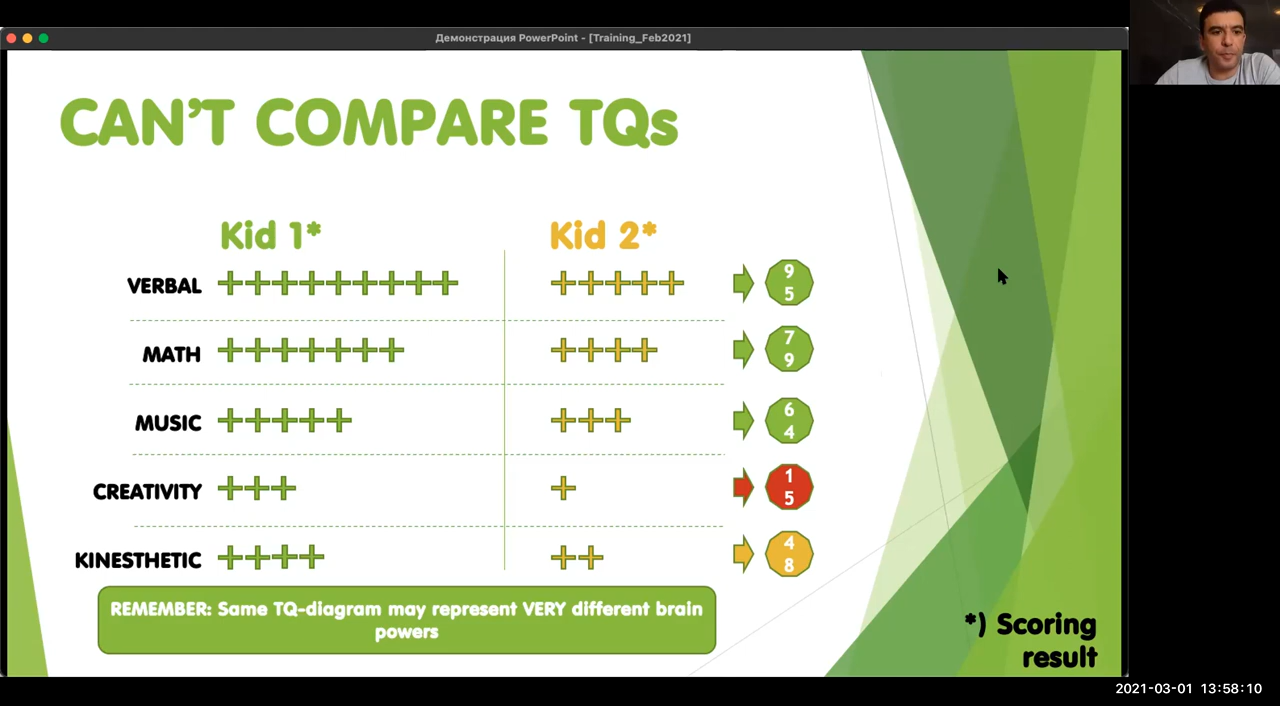 Демонстрация PowerPoint - [Training_Feb2021]
CAN'T COMPARE TQs
Kid 1*
Kid 2*
VERBAL
9
5
MATH
7
9
MUSIC
6
4
CREATIVITY
1
5
KINESTHETIC
4
8
REMEMBER: Same TQ-diagram may represent VERY different brain
powers
*) Scoring
result
2021-03-01 13:58:10